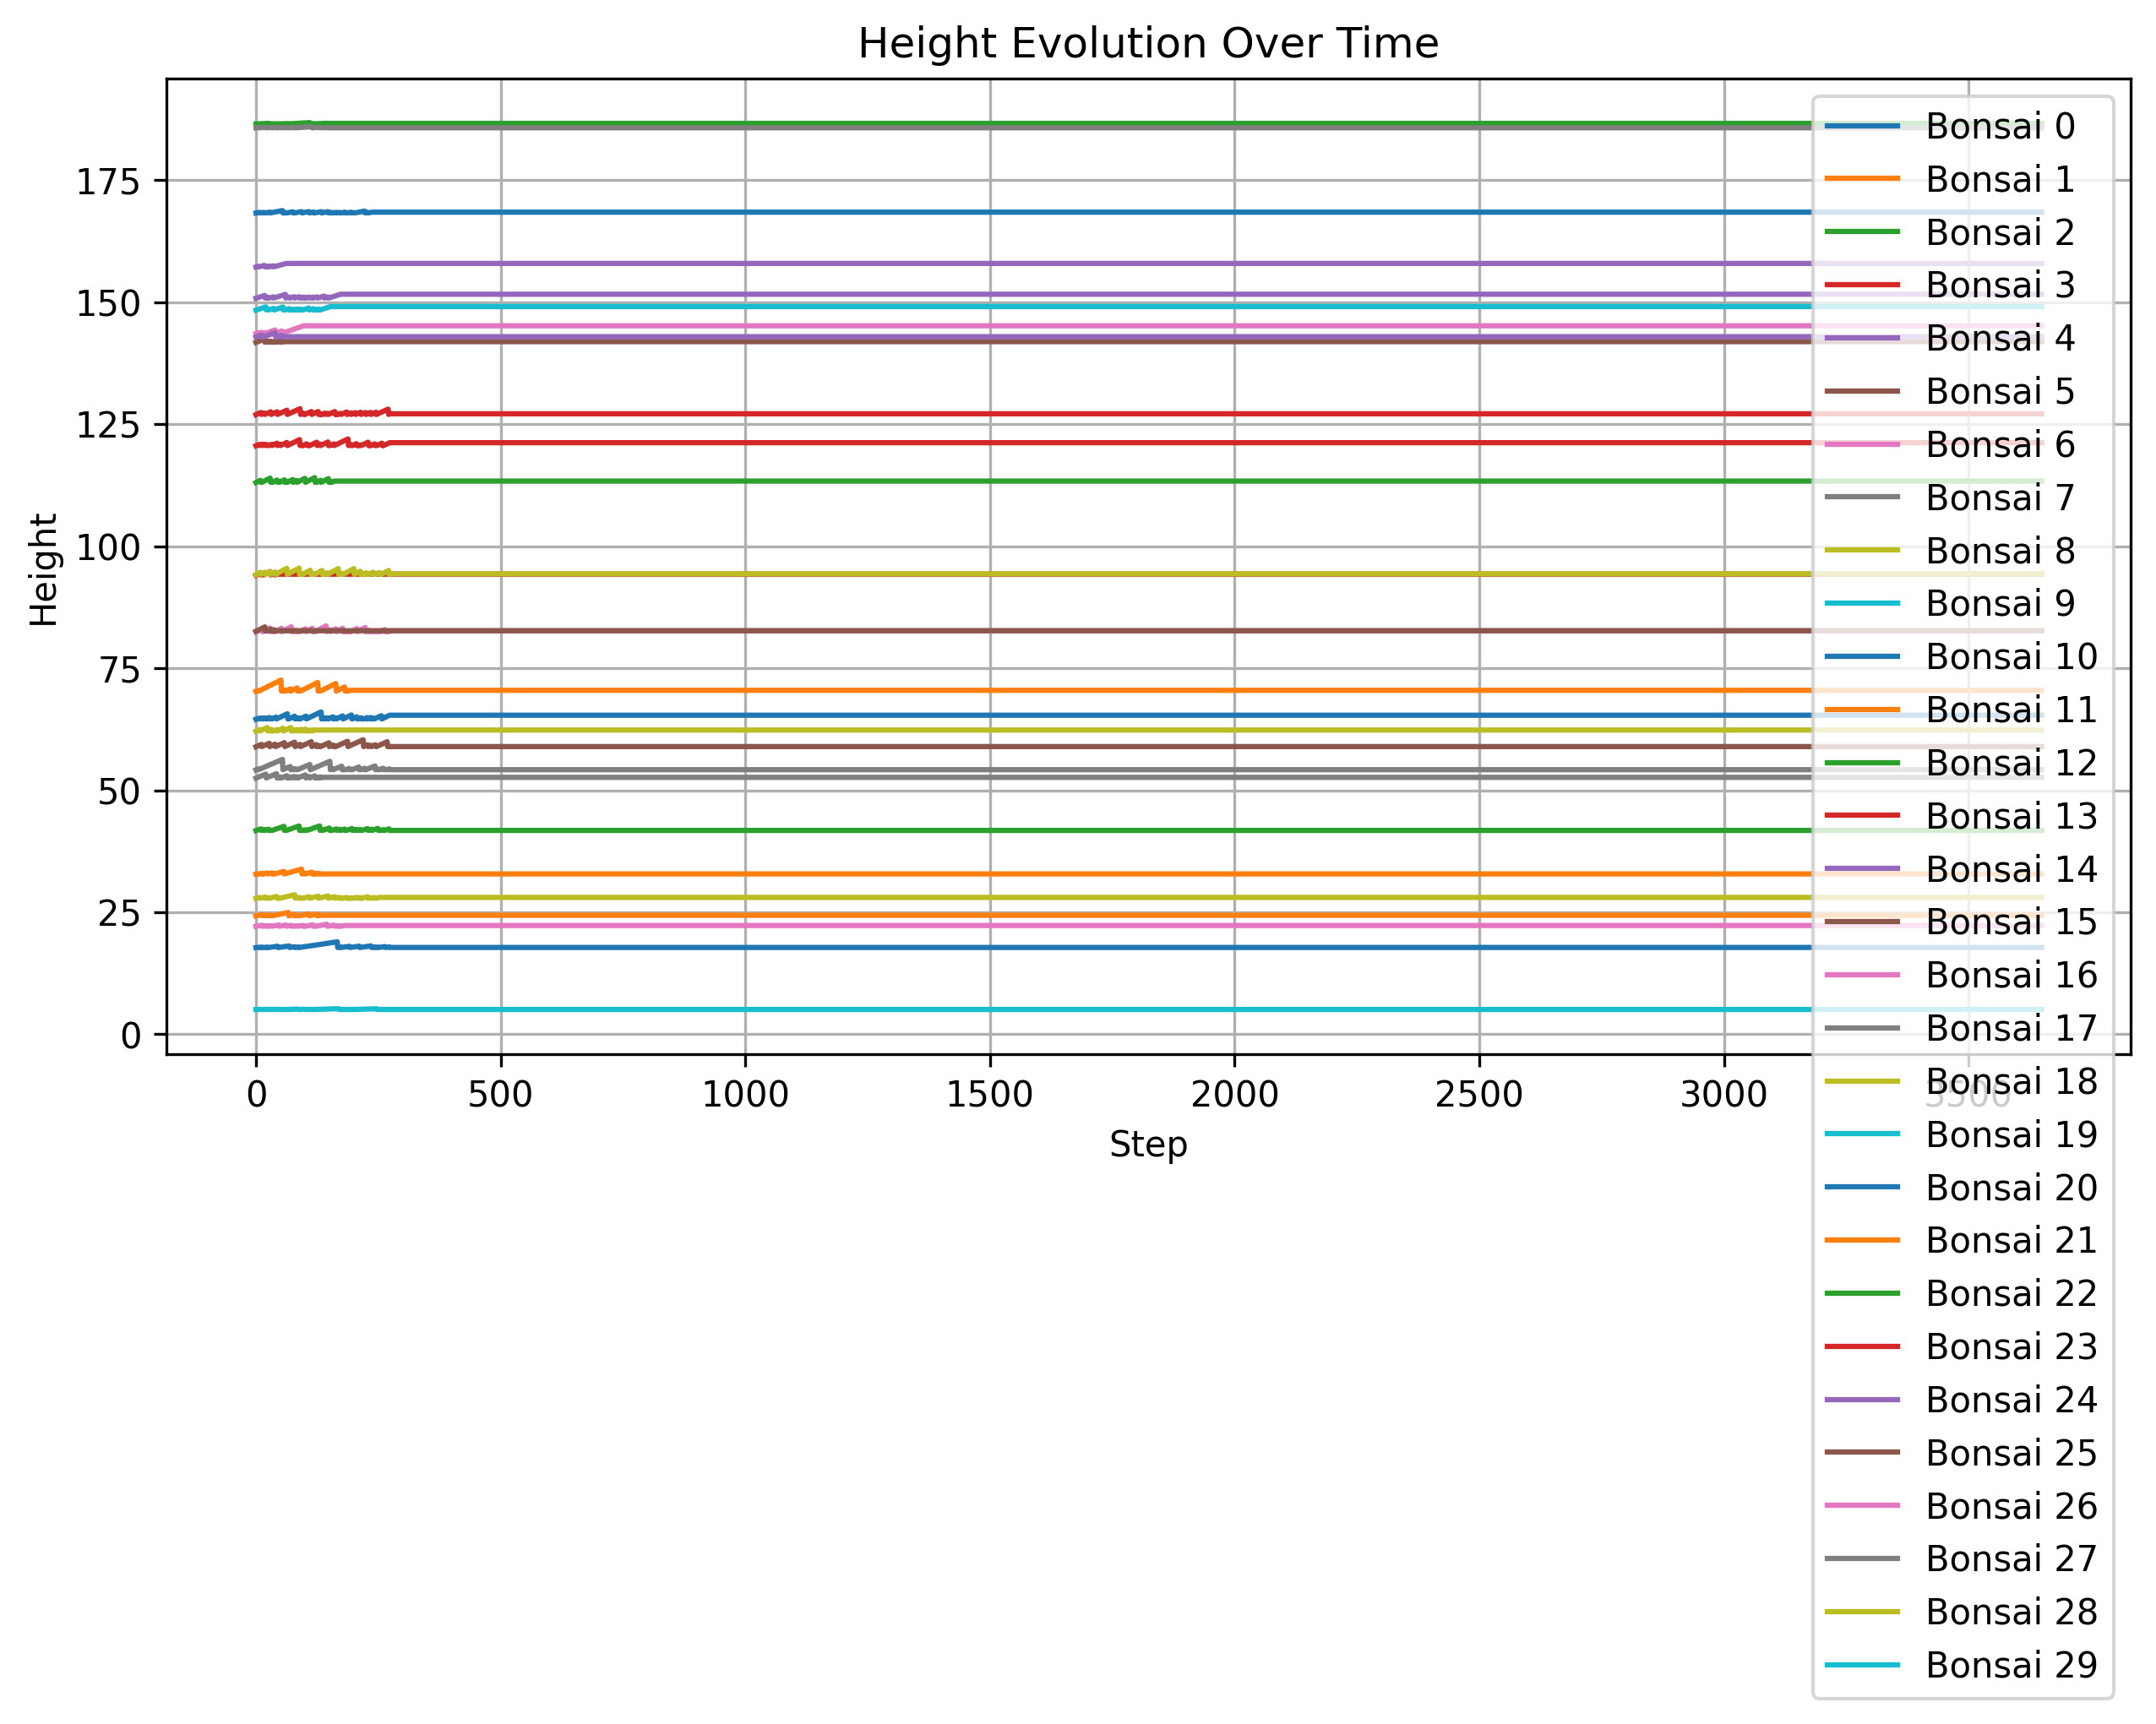 Height Evolution Over Time
Height
175
150
125
100
75
50
25
0
0 500 1000 1500 2000 2500 3000 3500
Step
Bonsai 0
Bonsai 1
Bonsai 2
Bonsai 3
Bonsai 4
Bonsai 5
Bonsai 6
Bonsai 7
Bonsai 8
Bonsai 9
Bonsai 10
Bonsai 11
Bonsai 12
Bonsai 13
Bonsai 14
Bonsai 15
Bonsai 16
Bonsai 17
Bonsai 18
Bonsai 19
Bonsai 20
Bonsai 21
Bonsai 22
Bonsai 23
Bonsai 24
Bonsai 25
Bonsai 26
Bonsai 27
Bonsai 28
Bonsai 29